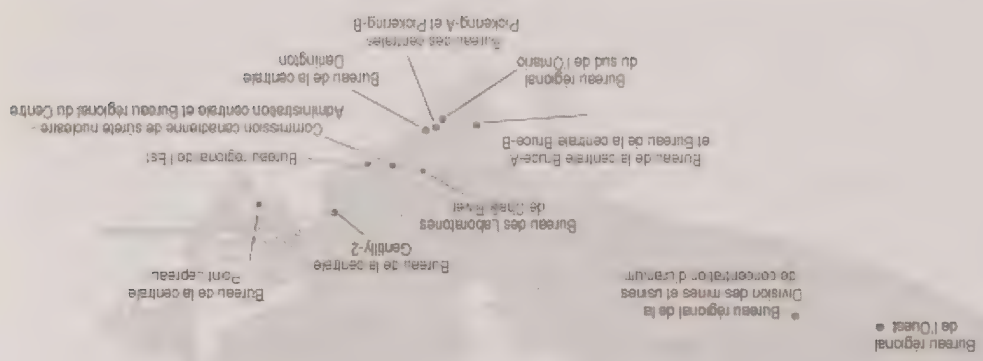 Bureau régional
de l'Ouest
Bureau régional de la
Division des mines et usines
de concentration d'uranium
Bureau de la centrale
Point Lepreau
Bureau de la centrale
Gentilly-2
Bureau des Laboratoires
de Chalk River
Bureau de la centrale Bruce-A
et Bureau de la centrale Bruce-B
Bureau régional de l'Est
Commission canadienne de sûreté nucléaire -
Administration centrale et Bureau régional du Centre
Bureau régional
du sud de l'Ontario
Bureau de la centrale
Darlington
Bureau des centrales
Pickering-A et Pickering-B